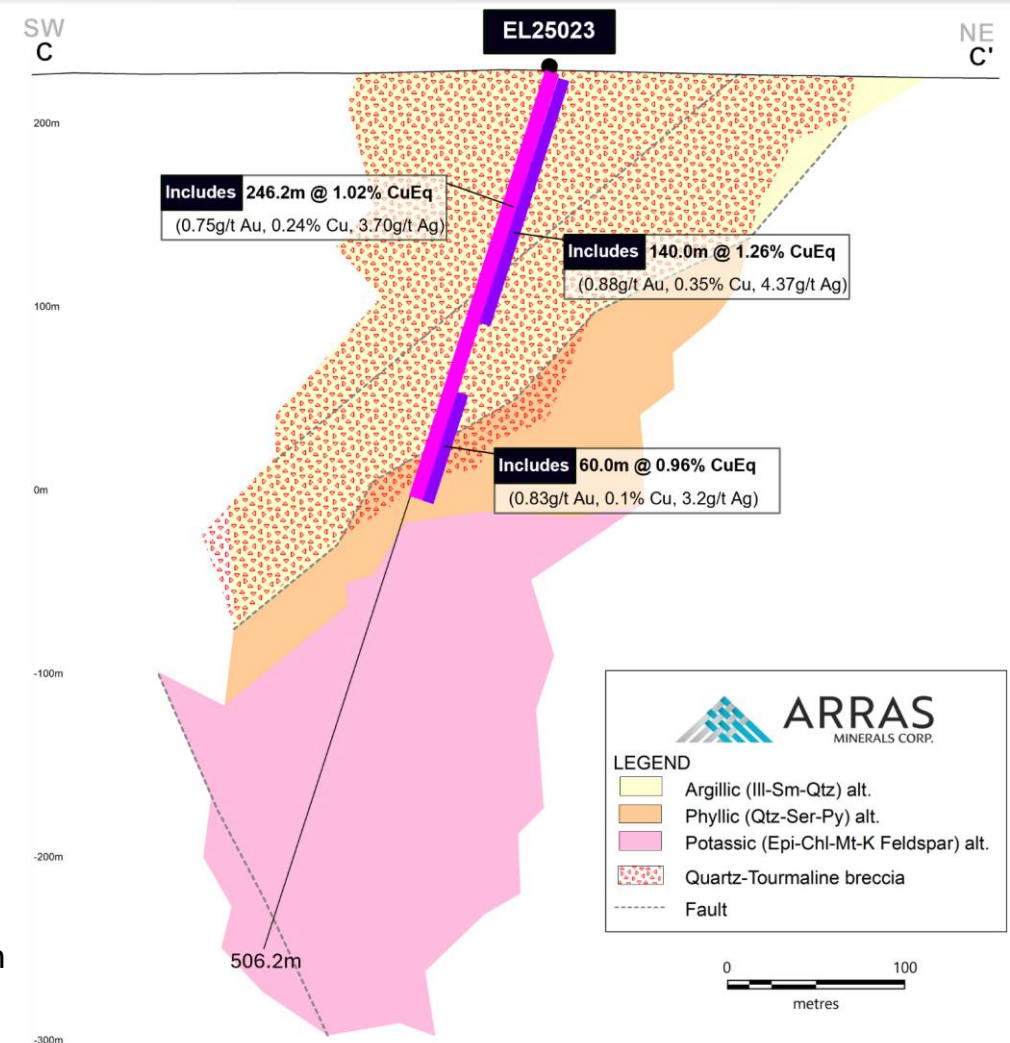 SW
C
EL25023
NE
C'
200m
Includes 246.2m @ 1.02% CuEq
(0.75g/t Au, 0.24% Cu, 3.70g/t Ag)
Includes 140.0m @ 1.26% CuEq
(0.88g/t Au, 0.35% Cu, 4.37g/t Ag)
100m
Includes 60.0m @ 0.96% CuEq
(0.83g/t Au, 0.1% Cu, 3.2g/t Ag)
0m
-100m
ARRAS
MINERALS CORP.
LEGEND
Argillic (Ill-Sm-Qtz) alt.
Phyllic (Qtz-Ser-Py) alt.
Potassic (Epi-Chl-Mt-K Feldspar) alt.
Quartz-Tourmaline breccia
Fault
-200m
506.2m
0 100
metres
-300m